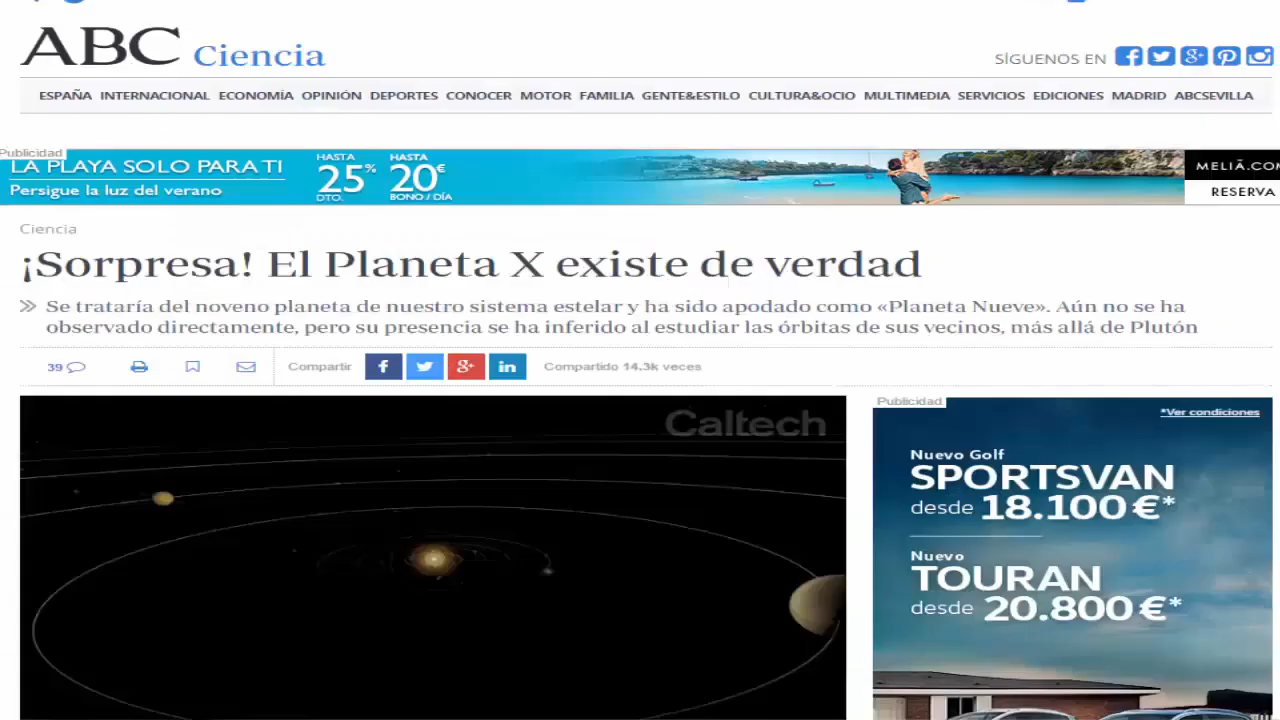 ABC Ciencia
SÍGUENOS EN
ESPAÑA INTERNACIONAL ECONOMÍA OPINIÓN DEPORTES CONOCER MOTOR FAMILIA GENTE&ESTILO CULTURA&OCIO MULTIMEDIA SERVICIOS EDICIONES MADRID ABCSEVILLA
Publicidad
LA PLAYA SOLO PARA TI
Persigue la luz del verano
HASTA
25%
DTO.
HASTA
20€
BONO / DÍA
MELIÃ.COM
RESERVA
Ciencia
¡Sorpresa! El Planeta X existe de verdad
Se trataría del noveno planeta de nuestro sistema estelar y ha sido apodado como «Planeta Nueve». Aún no se ha
observado directamente, pero su presencia se ha inferido al estudiar las órbitas de sus vecinos, más allá de Plutón
39
Compartir
Compartido 14.3k veces
Caltech
Publicidad
*Ver condiciones
Nuevo Golf
SPORTSVAN
desde 18.100 €*
Nuevo
TOURAN
desde 20.800 €*